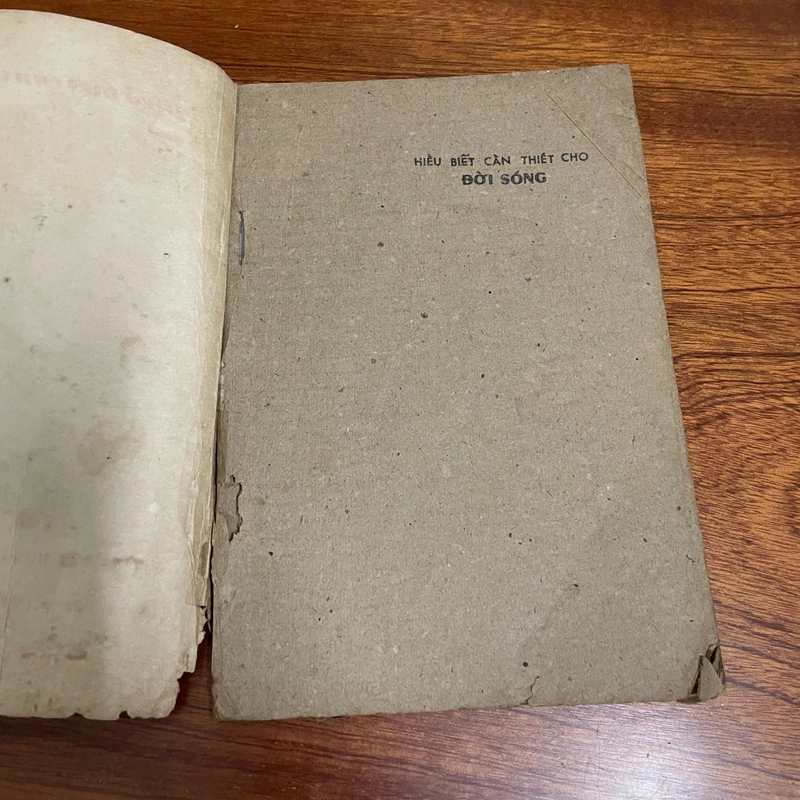 HIỂU BIẾT CẦN THIẾT CHO
ĐỜI SỐNG